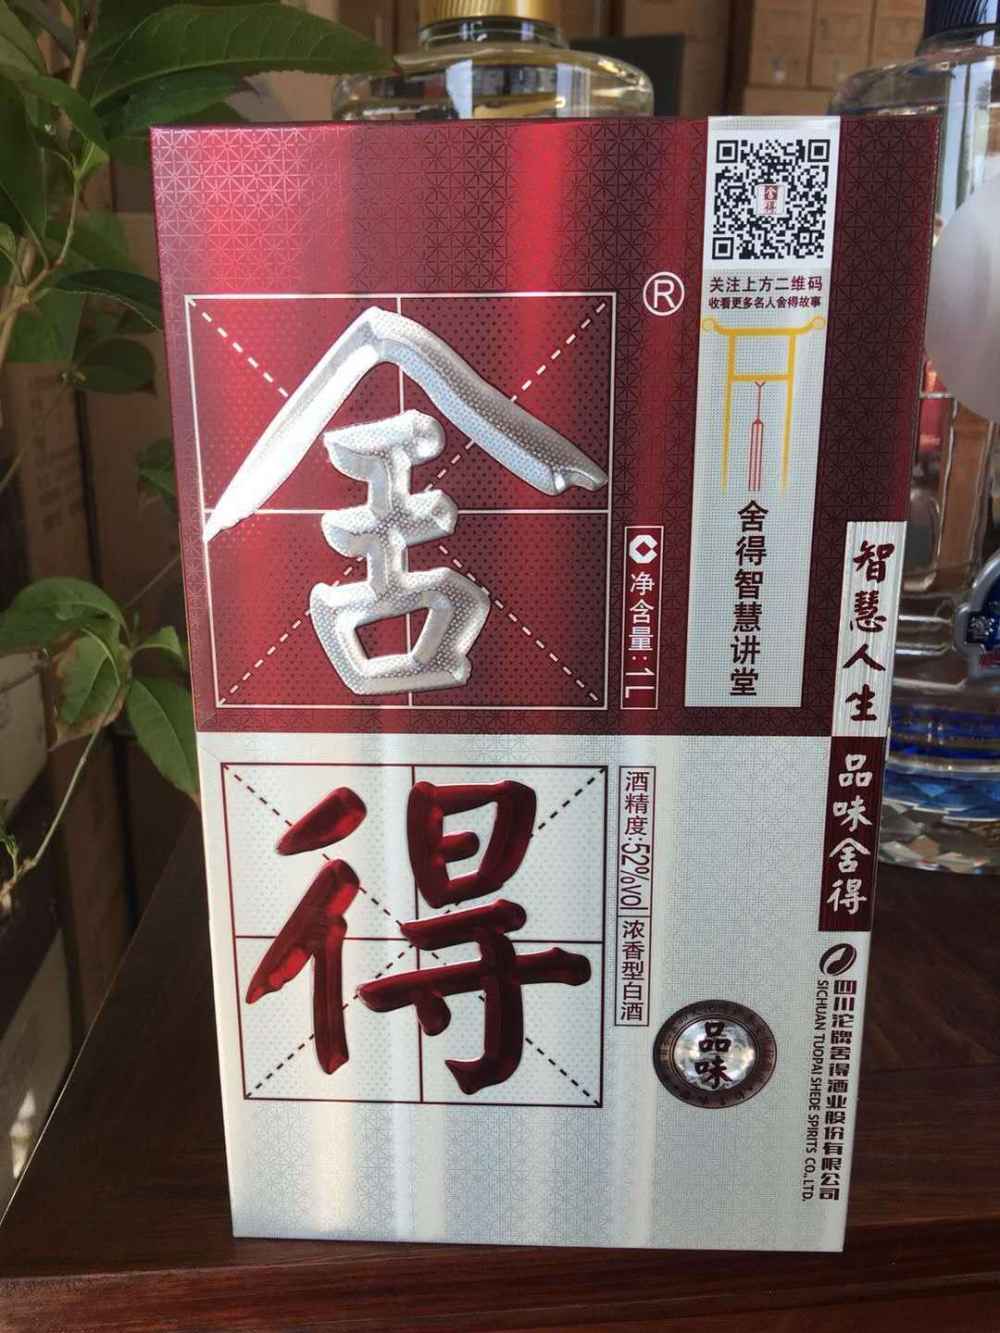 舍得
®
舍得
关注上方二维码
收看更多名人舍得故事
舍得智慧讲堂
净含量:1L
酒精度:52%vol
浓香型白酒
品味
智慧人生
品味舍得
四川沱牌舍得酒业股份有限公司
SICHUAN TUOPAI SHEDE SPIRITS CO.,LTD.